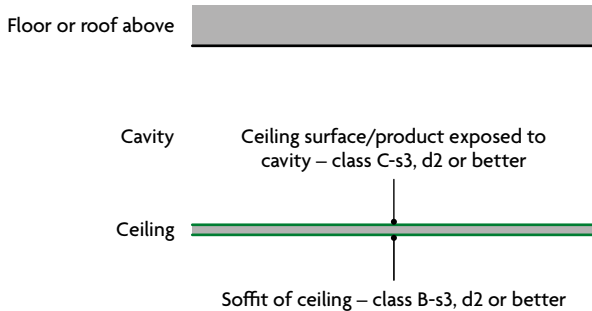 Floor or roof above
Cavity
Ceiling surface/product exposed to
cavity – class C-s3, d2 or better
Ceiling
Soffit of ceiling – class B-s3, d2 or better